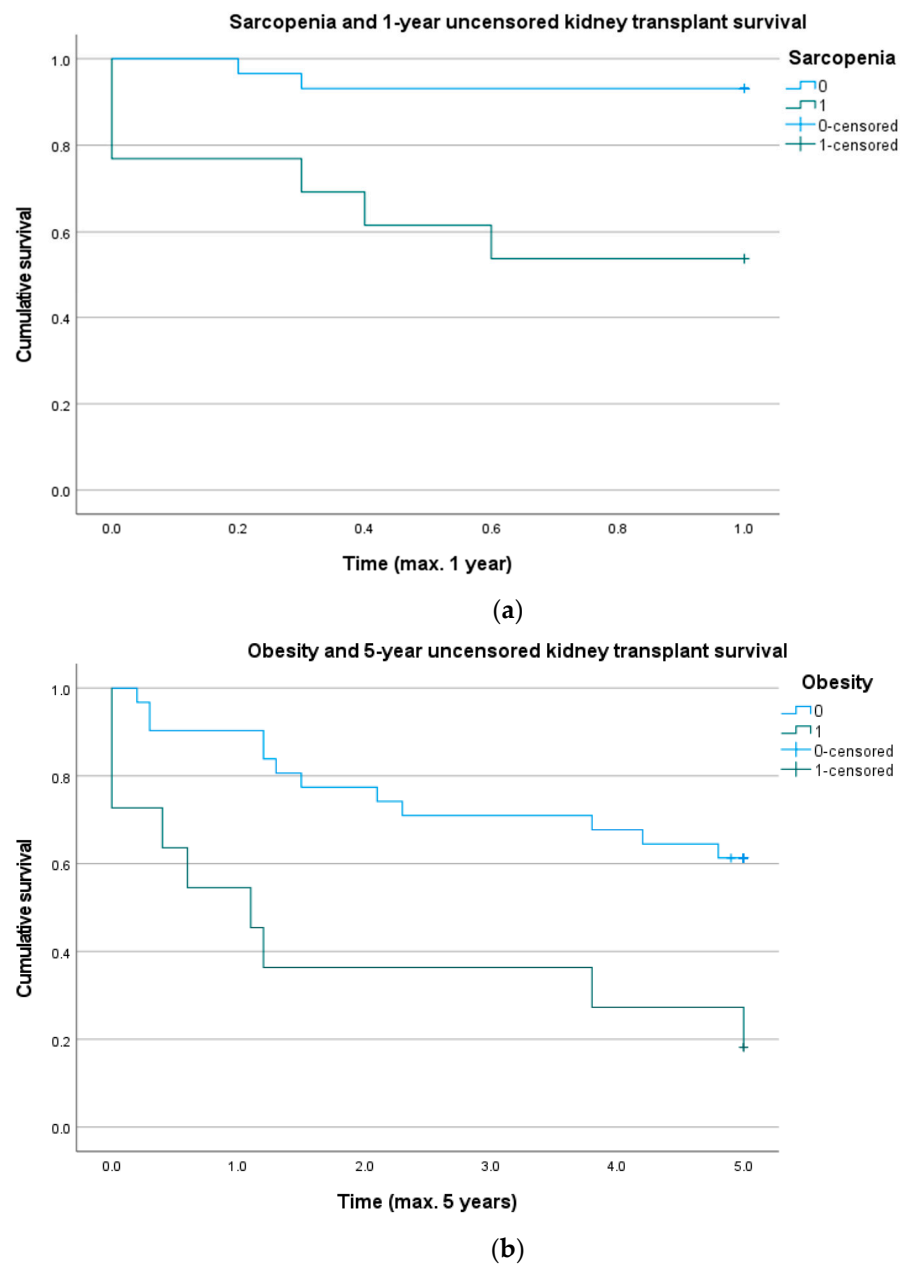 Sarcopenia and 1-year uncensored kidney transplant survival
Sarcopenia
0
1
0-censored
1-censored
Cumulative survival
1.0
0.8
0.6
0.4
0.2
0.0
0.0 0.2 0.4 0.6 0.8 1.0
Time (max. 1 year)
(a)
Obesity and 5-year uncensored kidney transplant survival
Obesity
0
1
0-censored
1-censored
Cumulative survival
1.0
0.8
0.6
0.4
0.2
0.0
0.0 1.0 2.0 3.0 4.0 5.0
Time (max. 5 years)
(b)